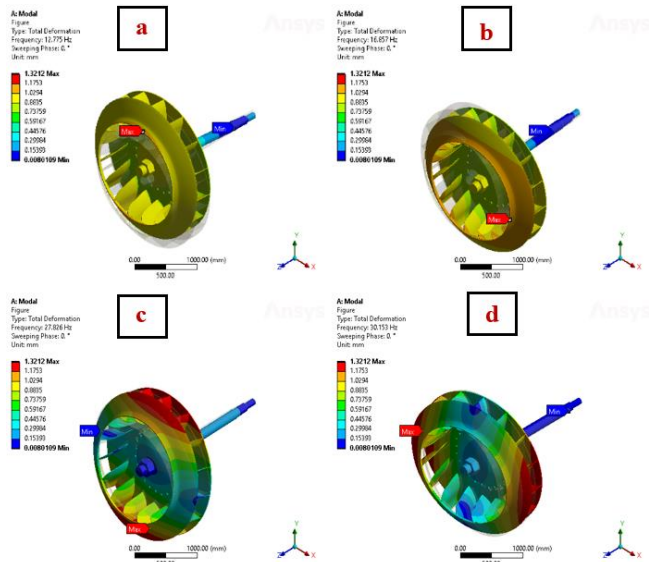 a
A: Modal
Figure
Type: Total Deformation
Frequency: 12.775 Hz
Sweeping Phase: 0. °
Unit: mm
1.3212 Max
1.1753
1.0294
0.8835
0.73759
0.59167
0.44576
0.29984
0.15393
0.0080109 Min
Max
Min
0.00
1000.00 (mm)
500.00
Y
Z
X
b
Ansys
A: Modal
Figure
Type: Total Deformation
Frequency: 16.857 Hz
Sweeping Phase: 0. °
Unit: mm
1.3212 Max
1.1753
1.0294
0.8835
0.73759
0.59167
0.44576
0.29984
0.15393
0.0080109 Min
Min
Max
0.00
1000.00 (mm)
500.00
Y
Z
X
c
Ansys
A: Modal
Figure
Type: Total Deformation
Frequency: 27.826 Hz
Sweeping Phase: 0. °
Unit: mm
1.3212 Max
1.1753
1.0294
0.8835
0.73759
0.59167
0.44576
0.29984
0.15393
0.0080109 Min
Min
Max
0.00
1000.00 (mm)
Y
Z
X
d
Ansys
A: Modal
Figure
Type: Total Deformation
Frequency: 30.153 Hz
Sweeping Phase: 0. °
Unit: mm
1.3212 Max
1.1753
1.0294
0.8835
0.73759
0.59167
0.44576
0.29984
0.15393
0.0080109 Min
Max
Min
0.00
1000.00 (mm)
Y
Z
X